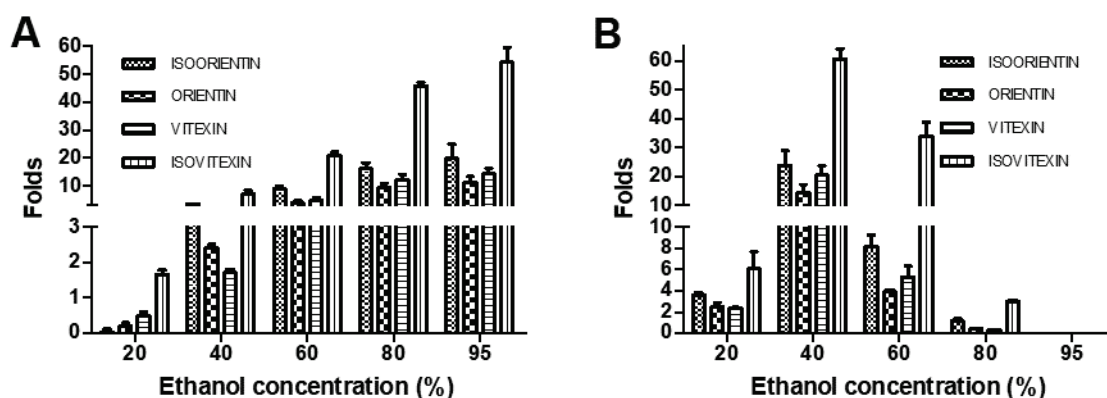 A
60
50
40
30
20
10
3
2
1
0
Folds
ISOORIENTIN
ORIENTIN
VITEXIN
ISOVITEXIN
20 40 60 80 95
Ethanol concentration (%)
B
60
50
40
30
20
10
10
8
6
4
2
0
Folds
ISOORIENTIN
ORIENTIN
VITEXIN
ISOVITEXIN
20 40 60 80 95
Ethanol concentration (%)